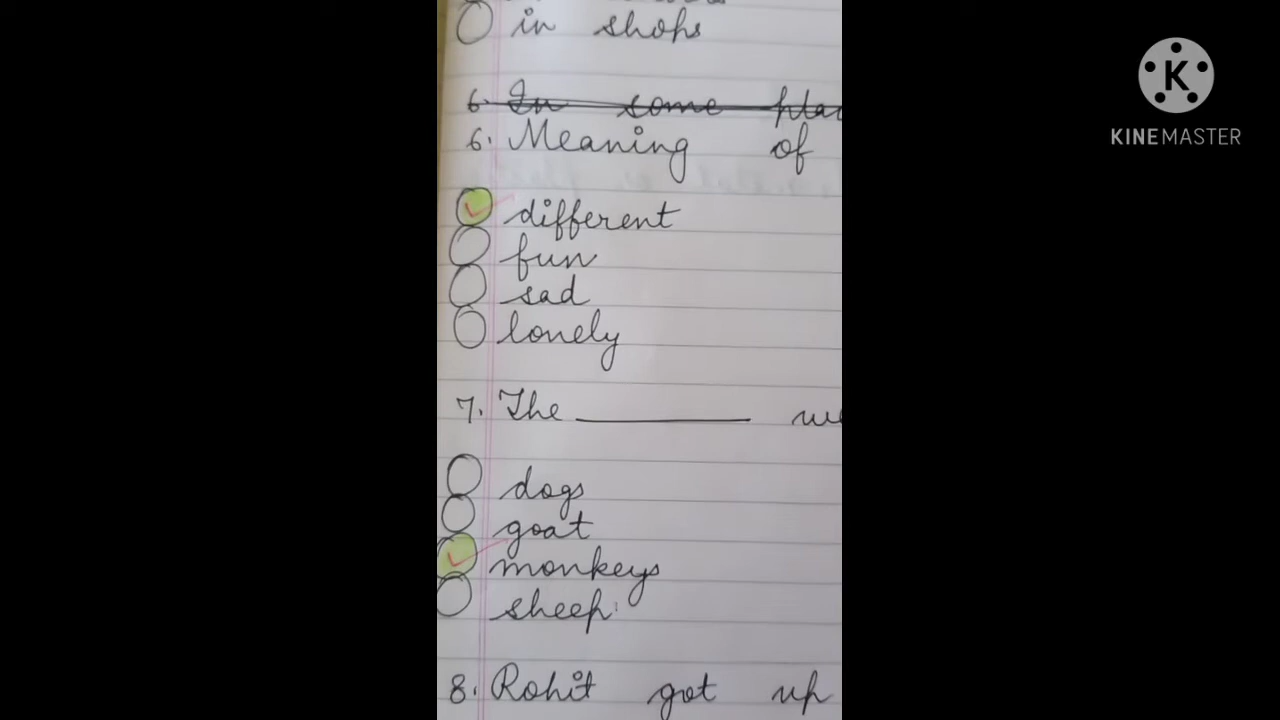 in shops
6. In some
6. Meaning of
different
fun
sad
lonely
7. The ________
dogs
goat
monkeys
sheep
8. Rohit got up
K
KINEMASTER